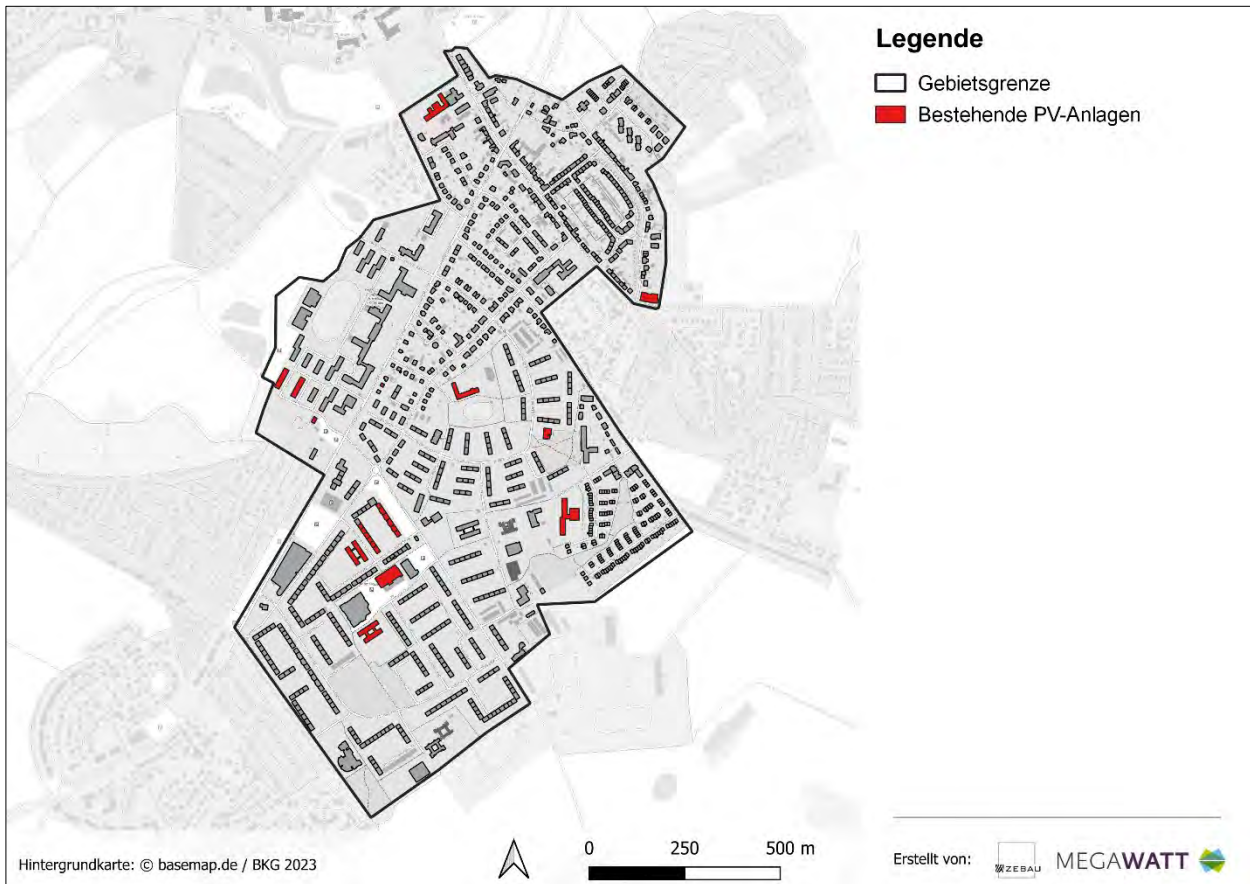 Legende
Gebietsgrenze
Bestehende PV-Anlagen
Hintergrundkarte: © basemap.de / BKG 2023
0 250 500 m
Erstellt von:
ZEBAU
MEGAWATT